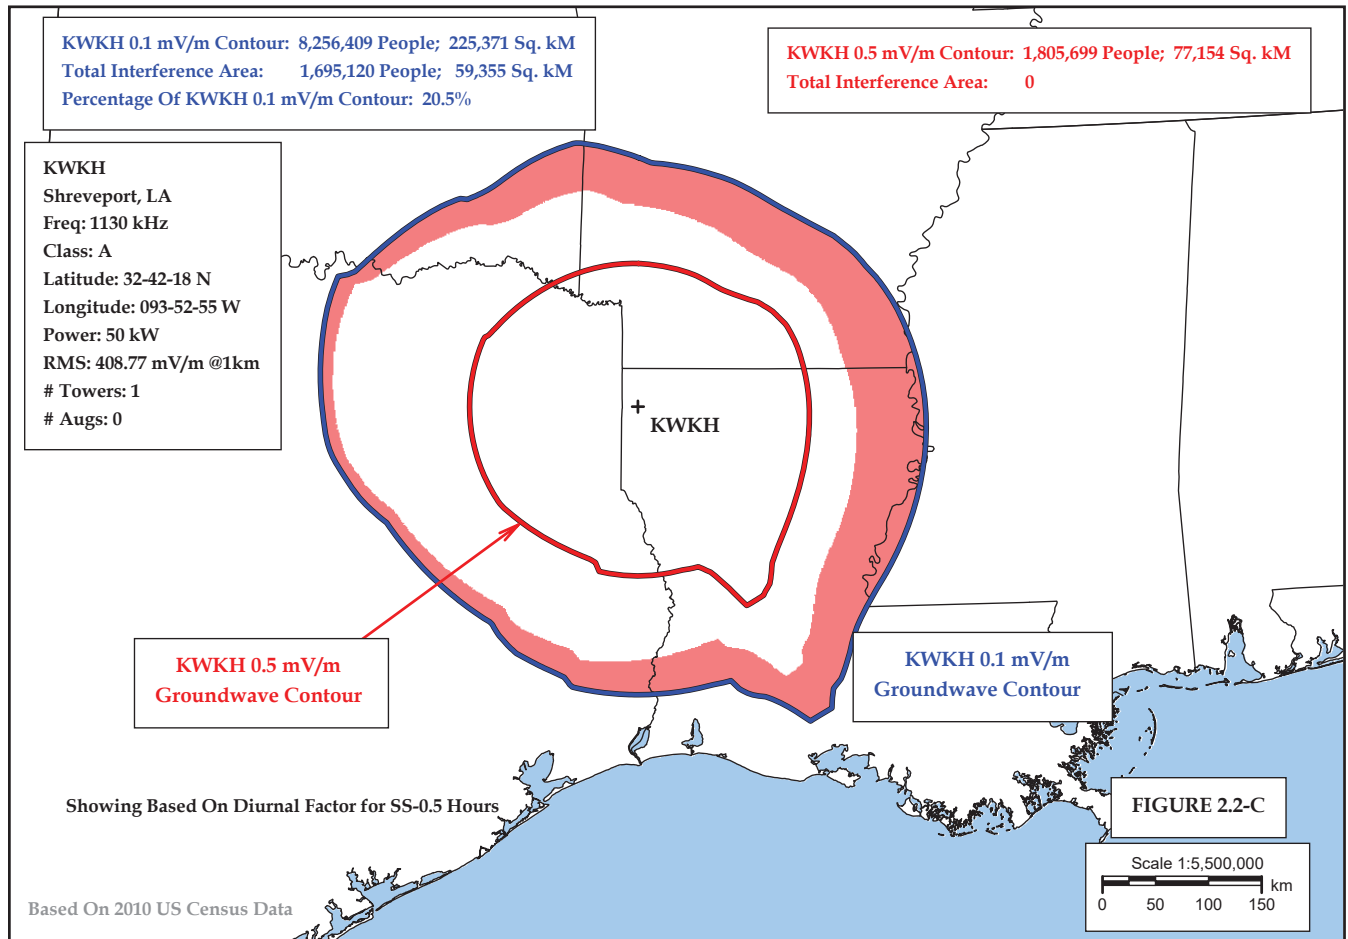 KWKH 0.1 mV/m Contour: 8,256,409 People; 225,371 Sq. kM
Total Interference Area: 1,695,120 People; 59,355 Sq. kM
Percentage Of KWKH 0.1 mV/m Contour: 20.5%
KWKH 0.5 mV/m Contour: 1,805,699 People; 77,154 Sq. kM
Total Interference Area: 0
KWKH
Shreveport, LA
Freq: 1130 kHz
Class: A
Latitude: 32-42-18 N
Longitude: 093-52-55 W
Power: 50 kW
RMS: 408.77 mV/m @1km
# Towers: 1
# Augs: 0
KWKH
KWKH 0.5 mV/m
Groundwave Contour
KWKH 0.1 mV/m
Groundwave Contour
Showing Based On Diurnal Factor for SS-0.5 Hours
FIGURE 2.2-C
Scale 1:5,500,000
km
0 50 100 150
Based On 2010 US Census Data